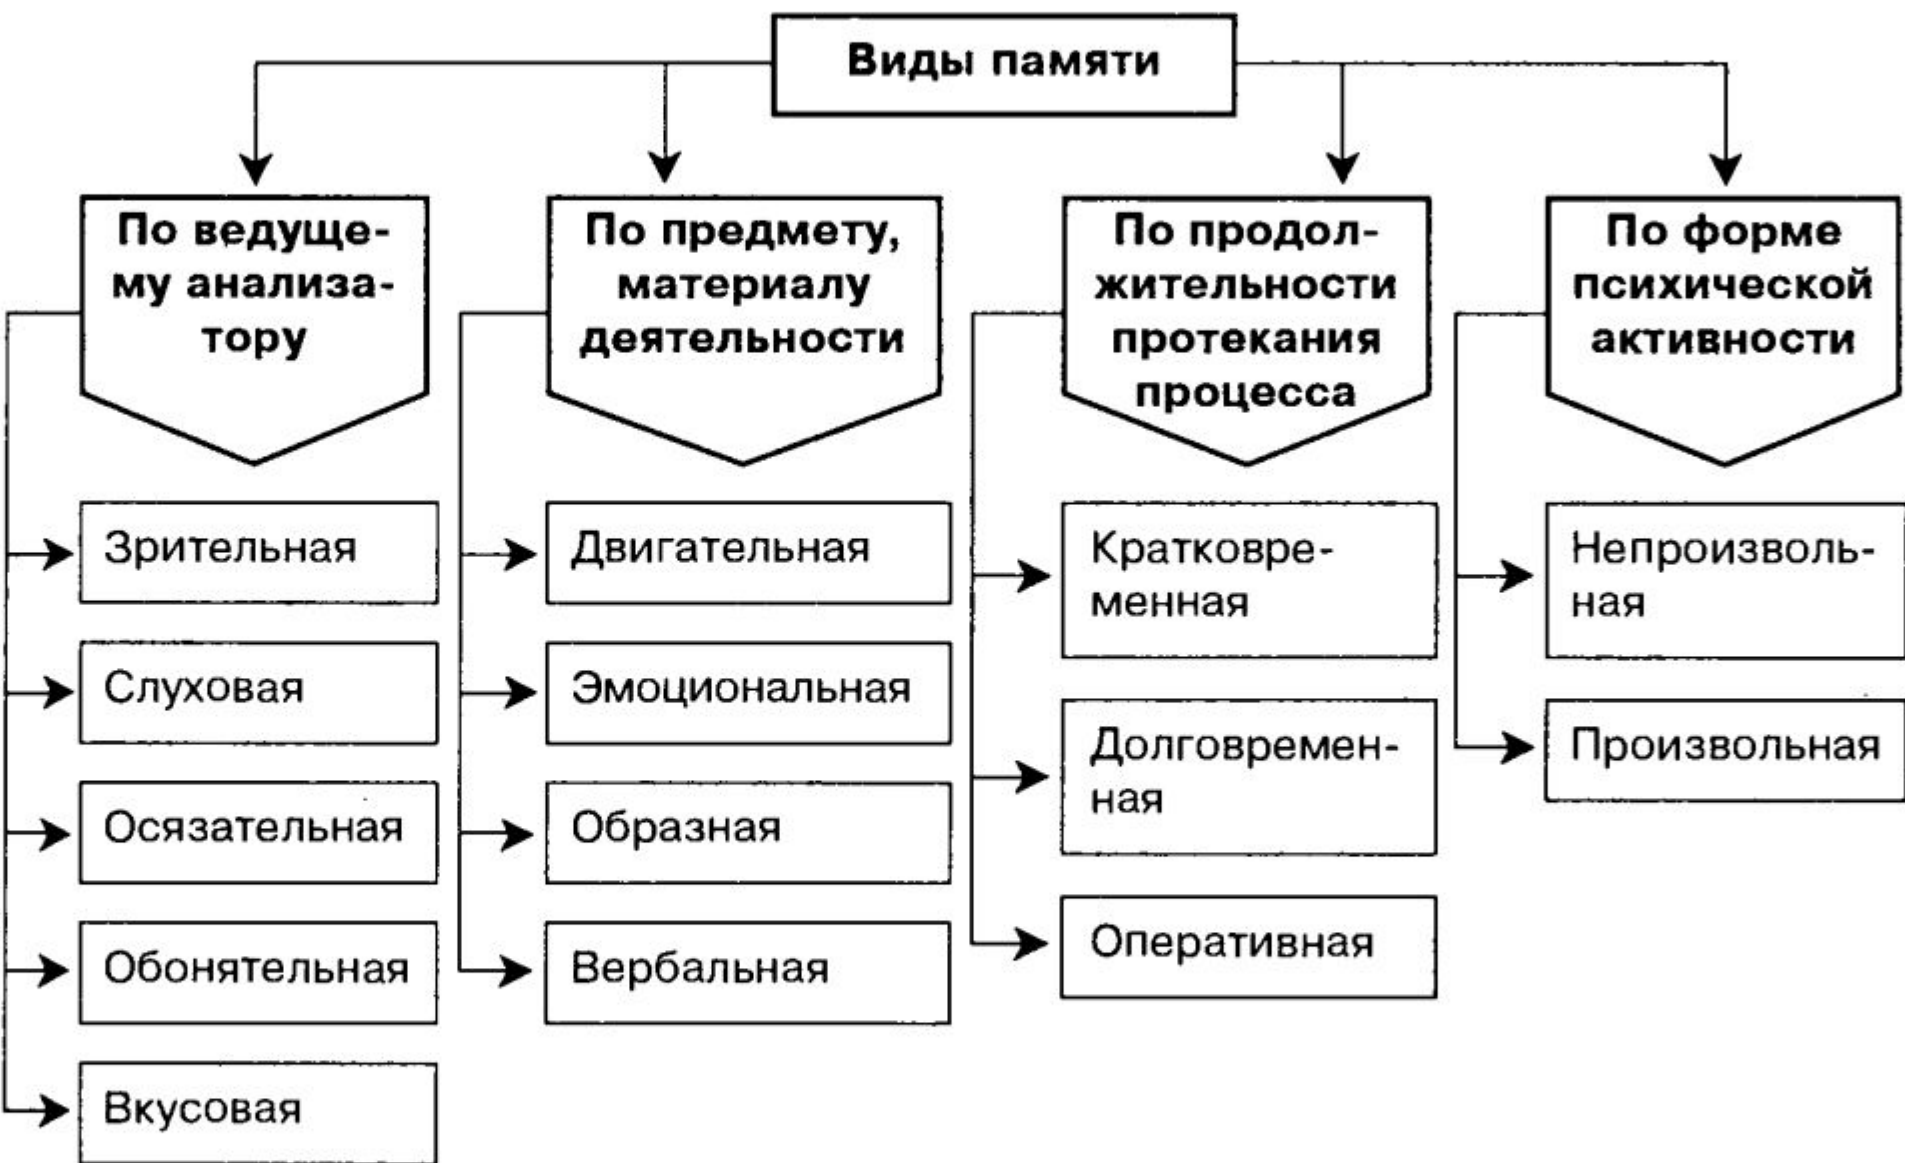 Виды памяти
По ведуще-
му анализа-
тору
Зрительная
Слуховая
Осязательная
Обонятельная
Вкусовая
По предмету,
материалу
деятельности
Двигательная
Эмоциональная
Образная
Вербальная
По продол-
жительности
протекания
процесса
Кратковре-
менная
Долговремен-
ная
Оперативная
По форме
психической
активности
Непроизволь-
ная
Произвольная